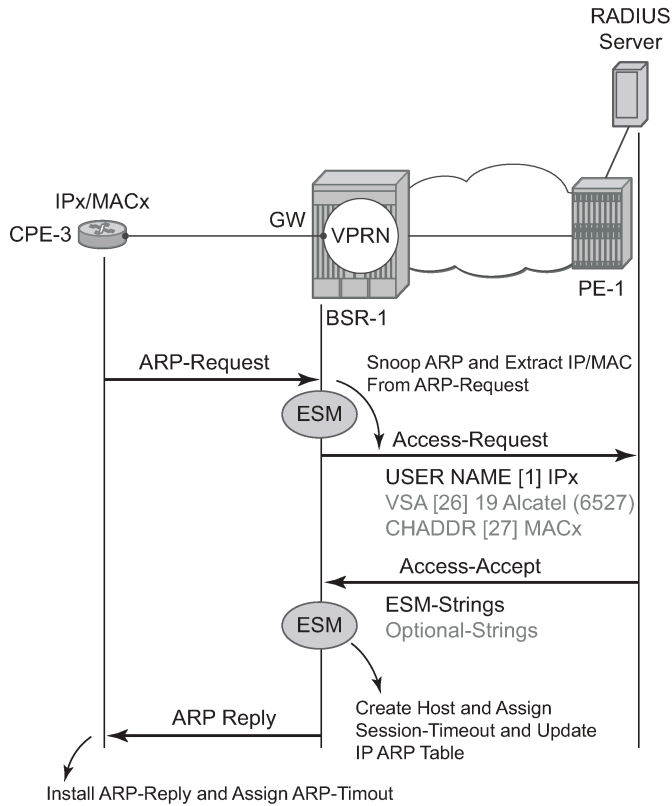 RADIUS
Server
IPx/MACx
CPE-3
GW
VPRN
PE-1
BSR-1
ARP-Request
Snoop ARP and Extract IP/MAC
From ARP-Request
ESM
Access-Request
USER NAME [1] IPx
VSA [26] 19 Alcatel (6527)
CHADDR [27] MACx
Access-Accept
ESM-Strings
Optional-Strings
ESM
Create Host and Assign
Session-Timeout and Update
IP ARP Table
ARP Reply
Install ARP-Reply and Assign ARP-Timout